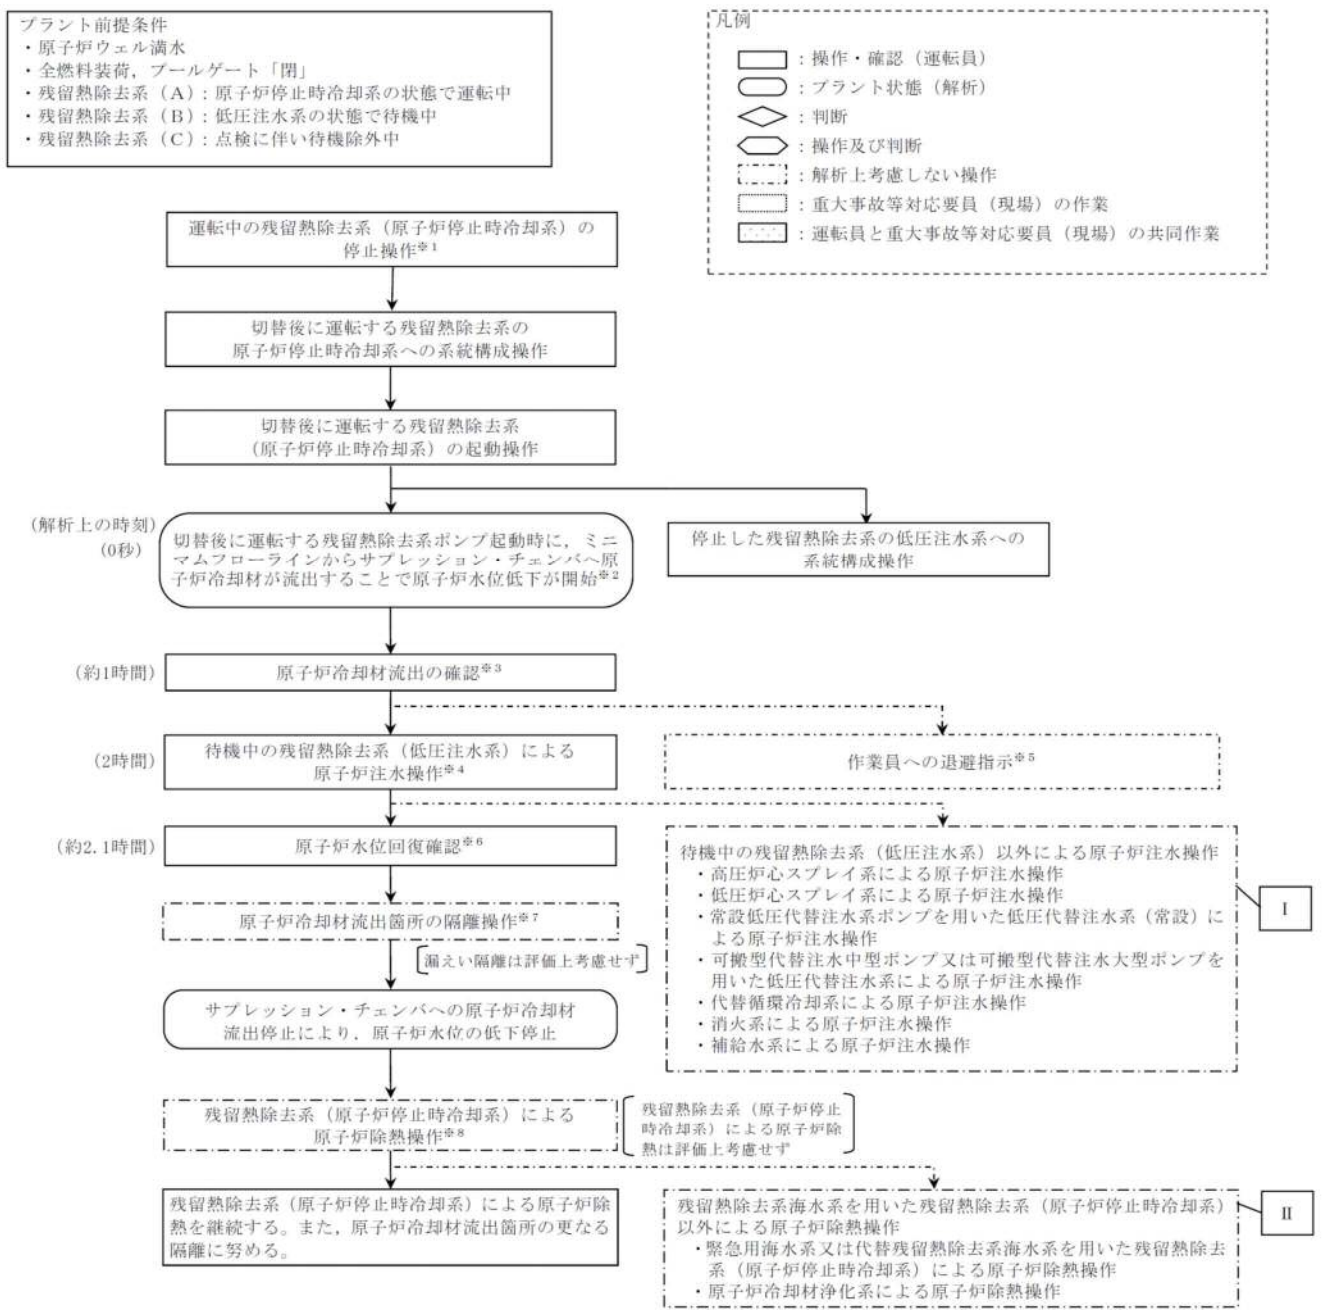 プラント前提条件
・原子炉ウェル満水
・全燃料装荷，プールゲート「閉」
・残留熱除去系（A）：原子炉停止時冷却系の状態で運転中
・残留熱除去系（B）：低圧注水系の状態で待機中
・残留熱除去系（C）：点検に伴い待機除外中
凡例
：操作・確認（運転員）
：プラント状態（解析）
：判断
：操作及び判断
：解析上考慮しない操作
：重大事故等対応要員（現場）の作業
：運転員と重大事故等対応要員（現場）の共同作業
運転中の残留熱除去系（原子炉停止時冷却系）の
停止操作※1
切替後に運転する残留熱除去系の
原子炉停止時冷却系への系統構成操作
切替後に運転する残留熱除去系
（原子炉停止時冷却系）の起動操作
(解析上の時刻)
(0秒)
切替後に運転する残留熱除去系ポンプ起動時に，ミニ
マムフローラインからサプレッション・チェンバへ原
子炉冷却材が流出することで原子炉水位低下が開始※2
停止した残留熱除去系の低圧注水系への
系統構成操作
(約1時間)
原子炉冷却材流出の確認※3
(2時間)
待機中の残留熱除去系（低圧注水系）による
原子炉注水操作※4
作業員への退避指示※5
(約2.1時間)
原子炉水位回復確認※6
待機中の残留熱除去系（低圧注水系）以外による原子炉注水操作
・高圧炉心スプレイ系による原子炉注水操作
・低圧炉心スプレイ系による原子炉注水操作
・常設低圧代替注水系ポンプを用いた低圧代替注水系（常設）に
よる原子炉注水操作
・可搬型代替注水中型ポンプ又は可搬型代替注水大型ポンプを
用いた低圧代替注水系による原子炉注水操作
・代替循環冷却系による原子炉注水操作
・消火系による原子炉注水操作
・補給水系による原子炉注水操作
I
原子炉冷却材流出箇所の隔離操作※7
漏えい隔離は評価上考慮せず
サプレッション・チェンバへの原子炉冷却材
流出停止により，原子炉水位の低下停止
残留熱除去系（原子炉停止時冷却系）による
原子炉除熱操作※8
残留熱除去系（原子炉停止
時冷却系）による原子炉除
熱は評価上考慮せず
残留熱除去系（原子炉停止時冷却系）による原子炉除
熱を継続する。また，原子炉冷却材流出箇所の更なる
隔離に努める。
残留熱除去系海水系を用いた残留熱除去系（原子炉停止時冷却系）
以外による原子炉除熱操作
・緊急用海水系又は代替残留熱除去系海水系を用いた残留熱除去
系（原子炉停止時冷却系）による原子炉除熱操作
・原子炉冷却材浄化系による原子炉除熱操作
II